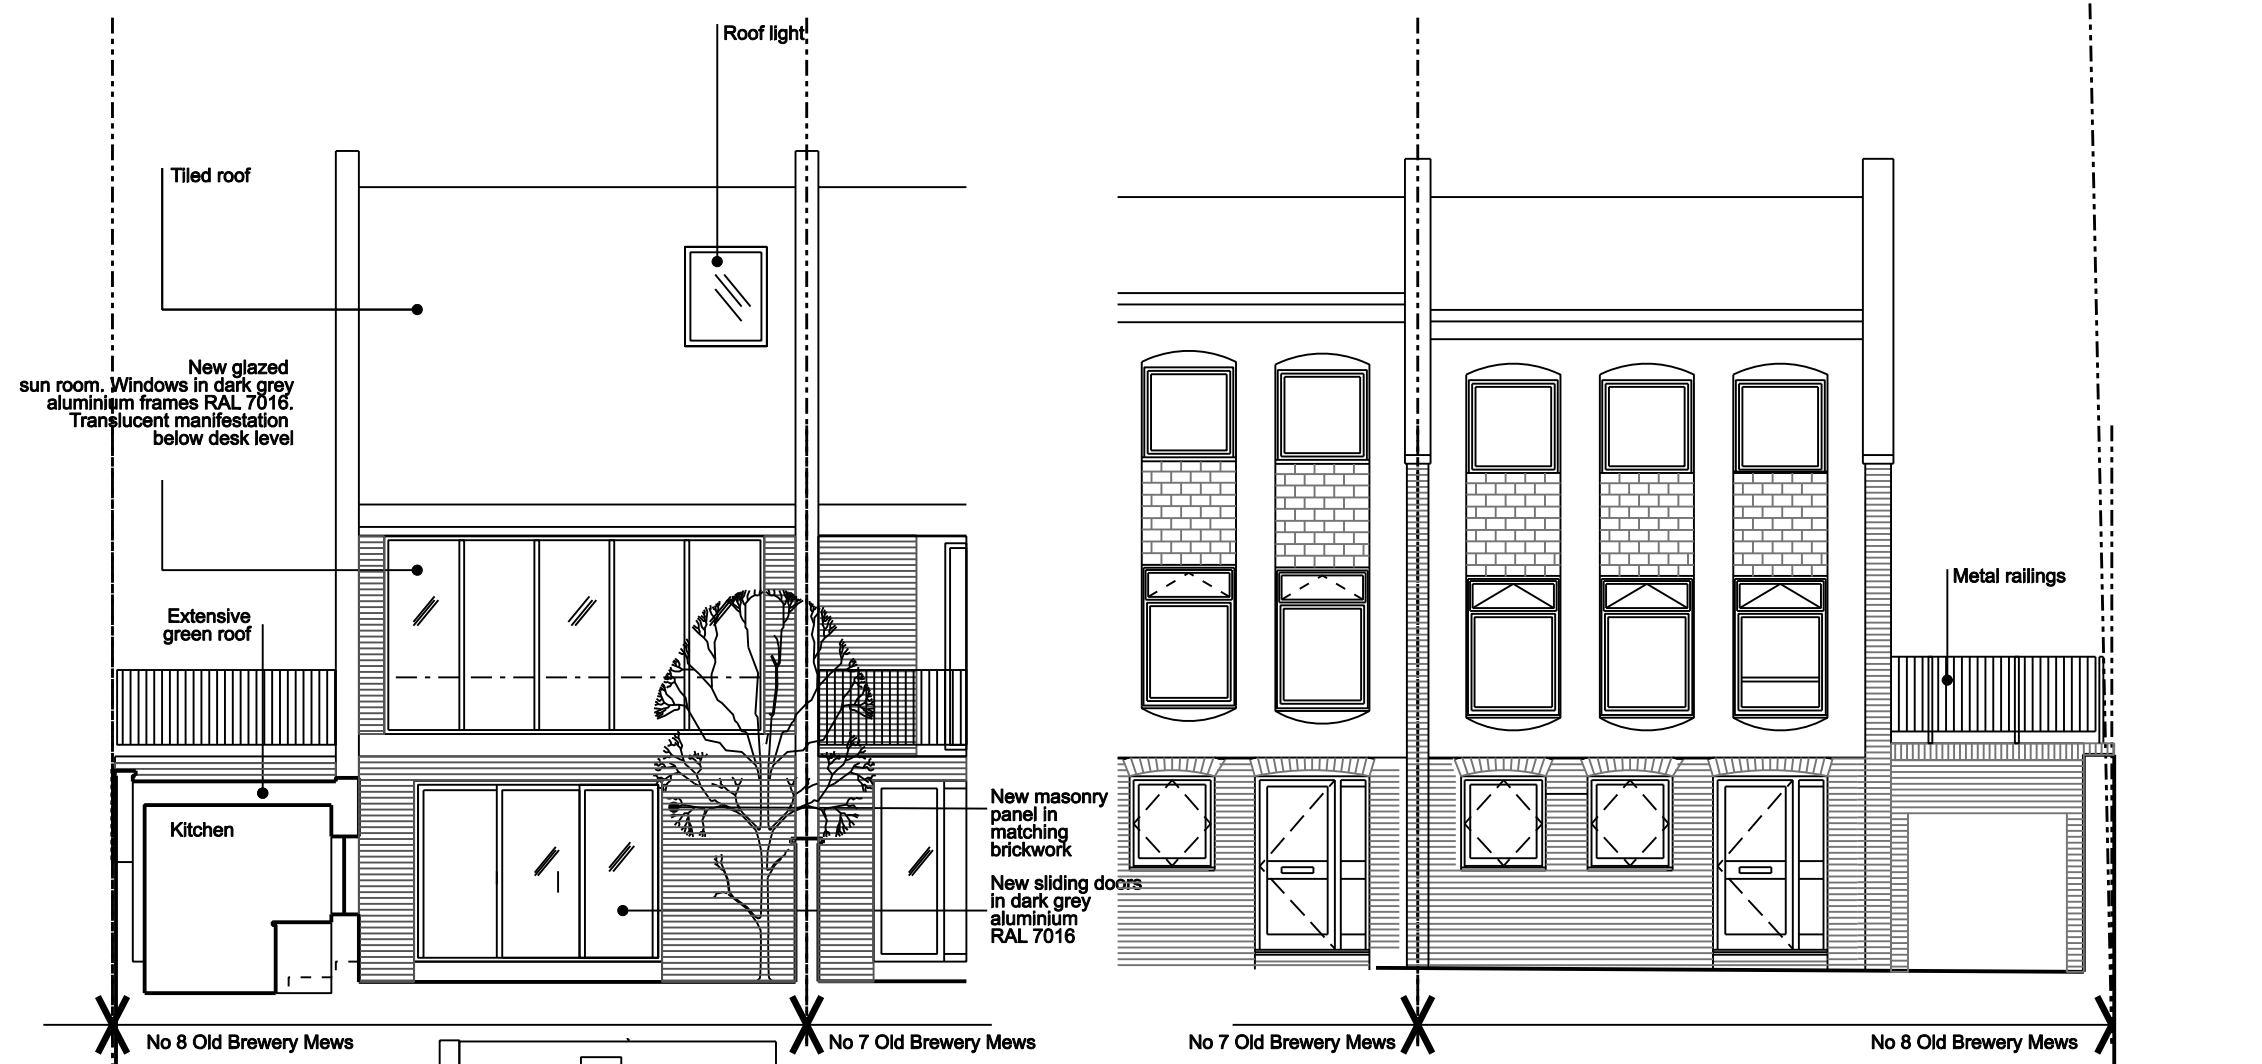 Roof light
Tiled roof
New glazed
sun room. Windows in dark grey
aluminium frames RAL 7016.
Translucent manifestation
below desk level
Extensive
green roof
Kitchen
New masonry
panel in
matching
brickwork
New sliding doors
in dark grey
aluminium
RAL 7016
Metal railings
No 8 Old Brewery Mews
No 7 Old Brewery Mews
No 7 Old Brewery Mews
No 8 Old Brewery Mews